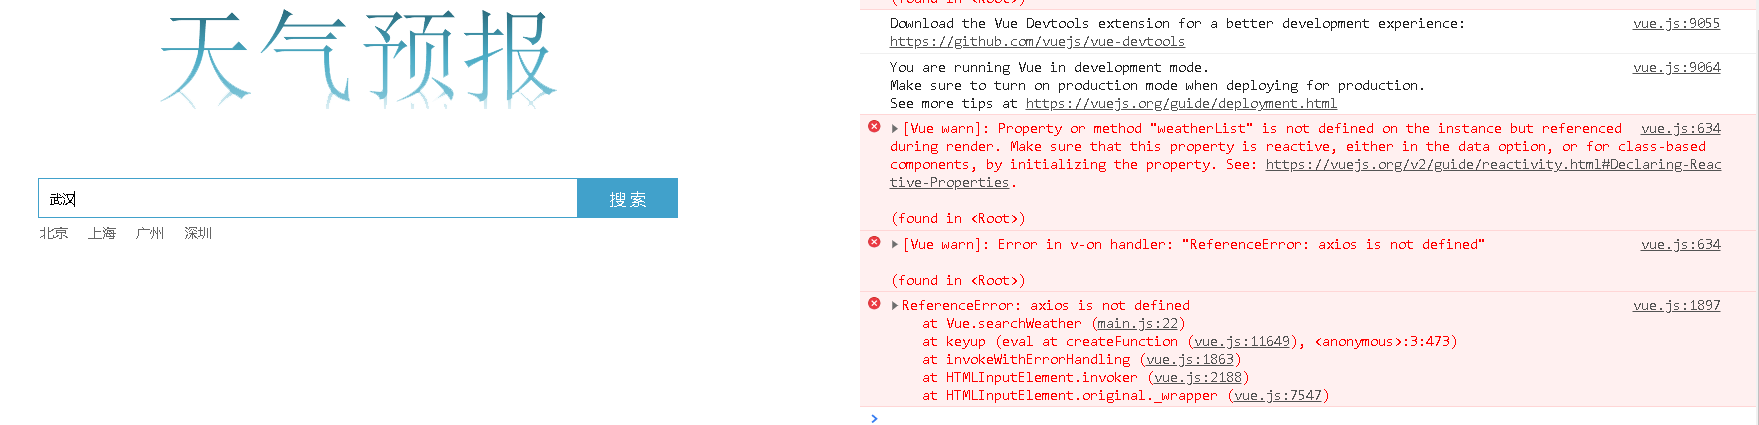 天气预报
武汉
搜索
北京 上海 广州 深圳
(found in <Root>)
Download the Vue Devtools extension for a better development experience: vue.js:9055
https://github.com/vuejs/vue-devtools
You are running Vue in development mode. vue.js:9064
Make sure to turn on production mode when deploying for production.
See more tips at https://vuejs.org/guide/deployment.html
[Vue warn]: Property or method "weatherList" is not defined on the instance but referenced vue.js:634
during render. Make sure that this property is reactive, either in the data option, or for class-based
components, by initializing the property. See: https://vuejs.org/v2/guide/reactivity.html#Declaring-Reac
tive-Properties.
(found in <Root>)
[Vue warn]: Error in v-on handler: "ReferenceError: axios is not defined" vue.js:634
(found in <Root>)
ReferenceError: axios is not defined vue.js:1897
at Vue.searchWeather (main.js:22)
at keyup (eval at createFunction (vue.js:11649), <anonymous>:3:473)
at invokeWithErrorHandling (vue.js:1863)
at HTMLInputElement.invoker (vue.js:2188)
at HTMLInputElement.original._wrapper (vue.js:7547)